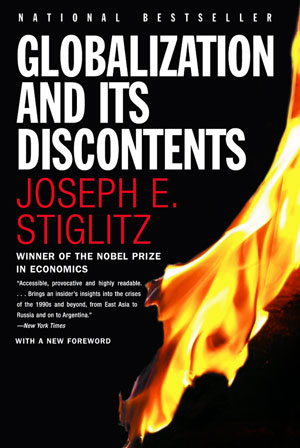 NATIONAL BESTSELLER
GLOBALIZATION
AND ITS
DISCONTENTS
JOSEPH E.
STIGLITZ
WINNER OF THE NOBEL PRIZE
IN ECONOMICS
"Accessible, provocative and highly readable.
. . . Brings an insider's insights into the crises
of the 1990s and beyond, from East Asia to
Russia and on to Argentina."
—New York Times
WITH A NEW FOREWORD